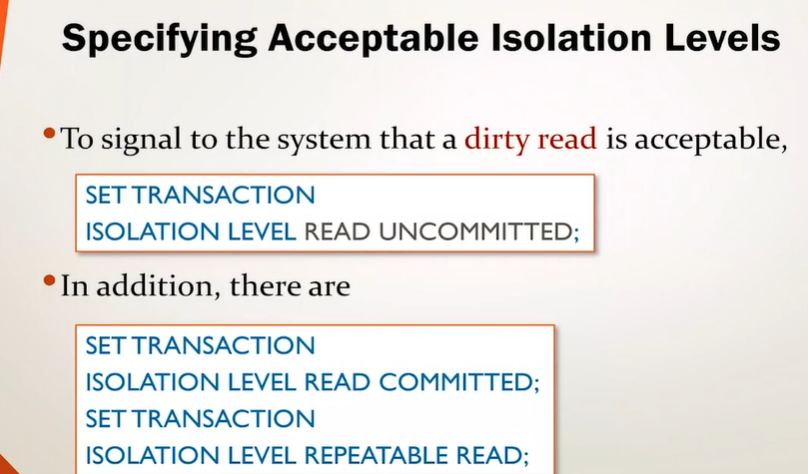 Specifying Acceptable Isolation Levels
•To signal to the system that a dirty read is acceptable,
SET TRANSACTION
ISOLATION LEVEL READ UNCOMMITTED;
•In addition, there are
SET TRANSACTION
ISOLATION LEVEL READ COMMITTED;
SET TRANSACTION
ISOLATION LEVEL REPEATABLE READ;